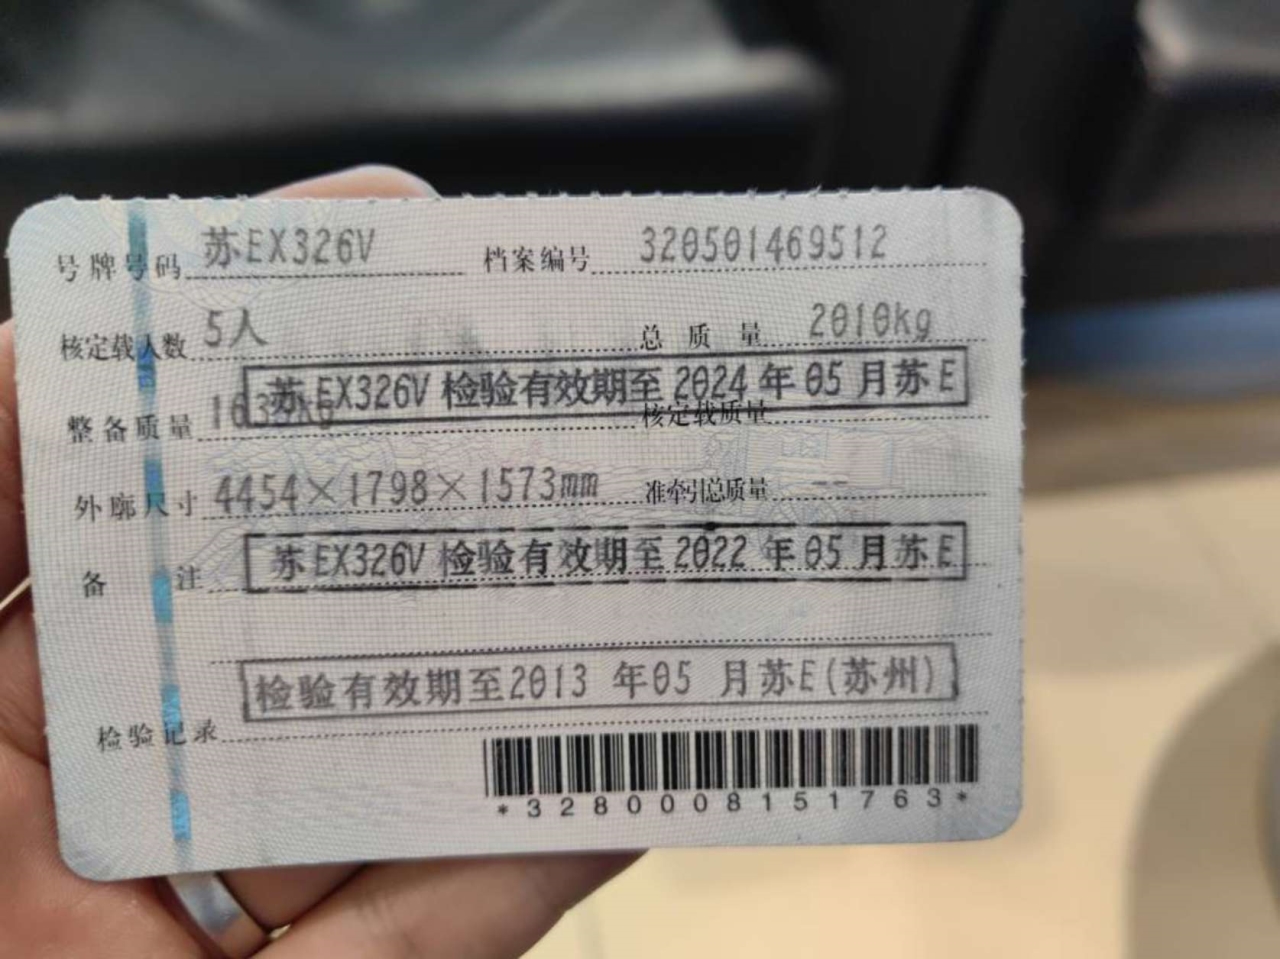 号牌号码 苏EX326V 档案编号 320501469512
核定载人数 5人 总质量 2010kg
苏EX326V 检验有效期至 2024 年 05 月苏E
整备质量 核定载质量
外廓尺寸 4454×1798×1573mm 准牵引总质量 --
备注 苏EX326V 检验有效期至 2022 年 05 月苏E
检验有效期至2013 年05 月苏E(苏州)
检验记录
*3280008151763*